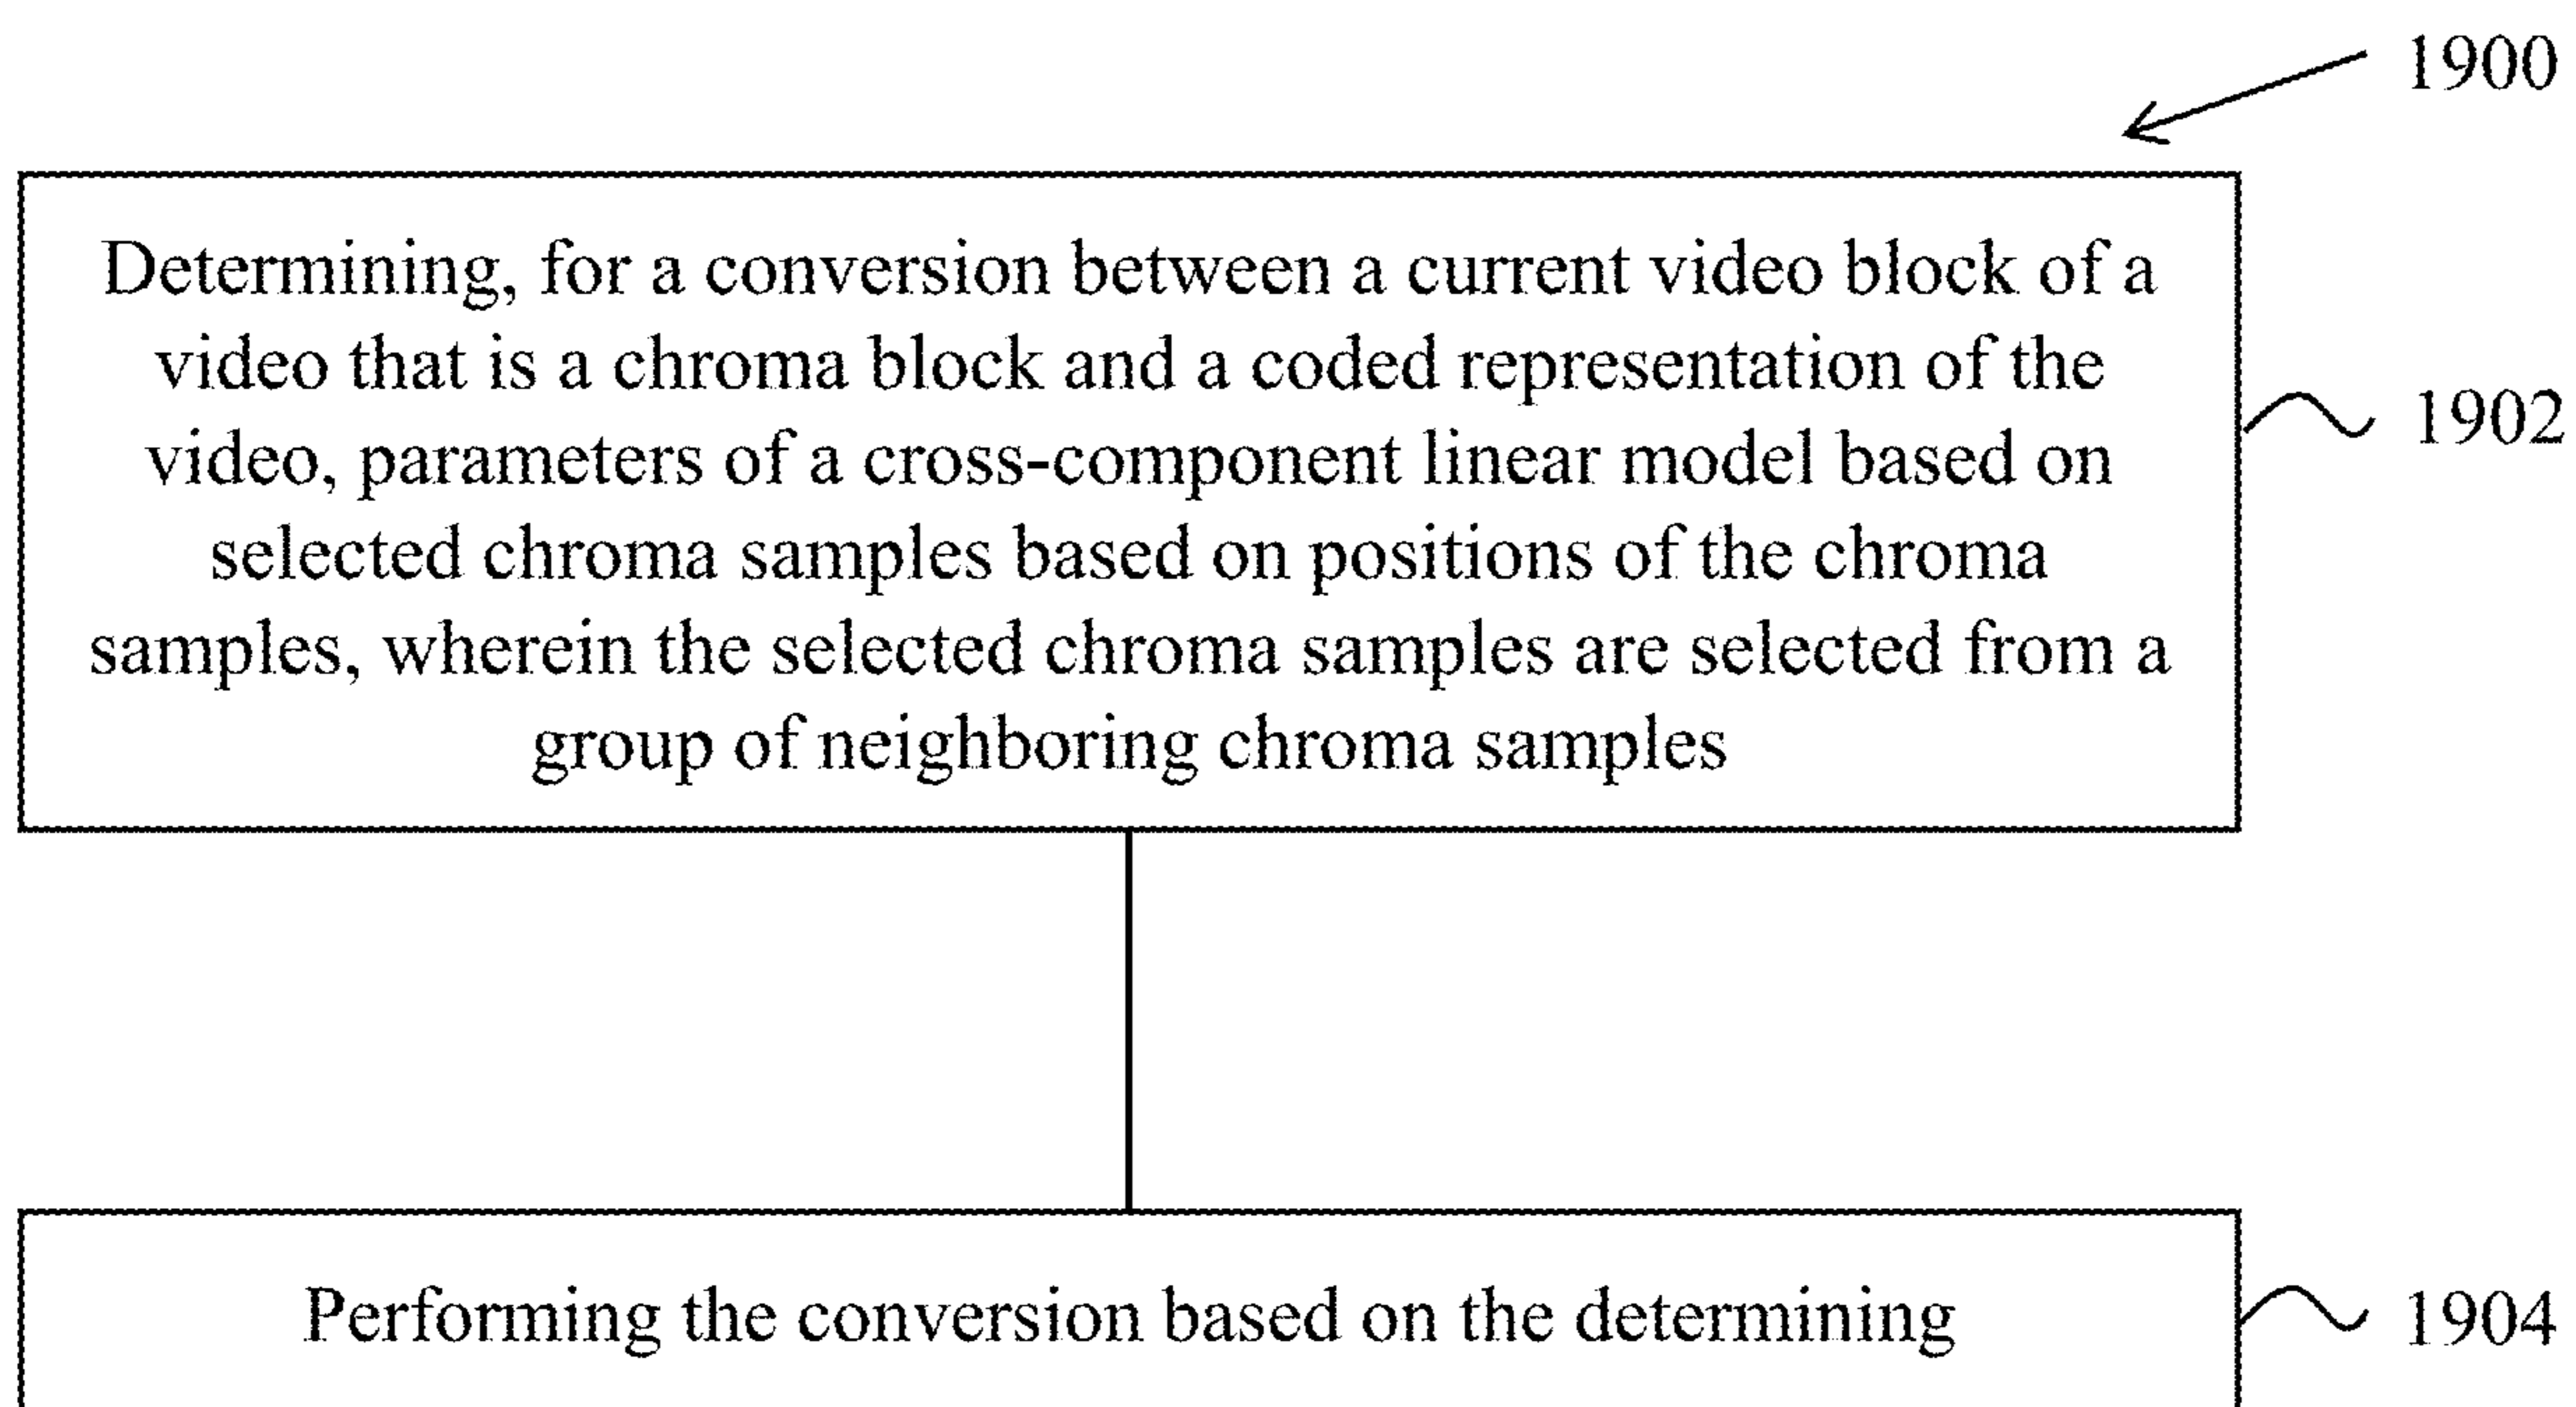 1900
Determining, for a conversion between a current video block of a
video that is a chroma block and a coded representation of the
video, parameters of a cross-component linear model based on
selected chroma samples based on positions of the chroma
samples, wherein the selected chroma samples are selected from a
group of neighboring chroma samples
1902
Performing the conversion based on the determining
1904